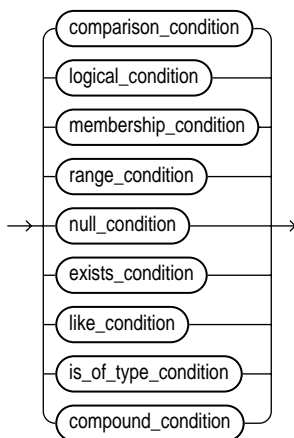 comparison_condition
logical_condition
membership_condition
range_condition
null_condition
exists_condition
like_condition
is_of_type_condition
compound_condition